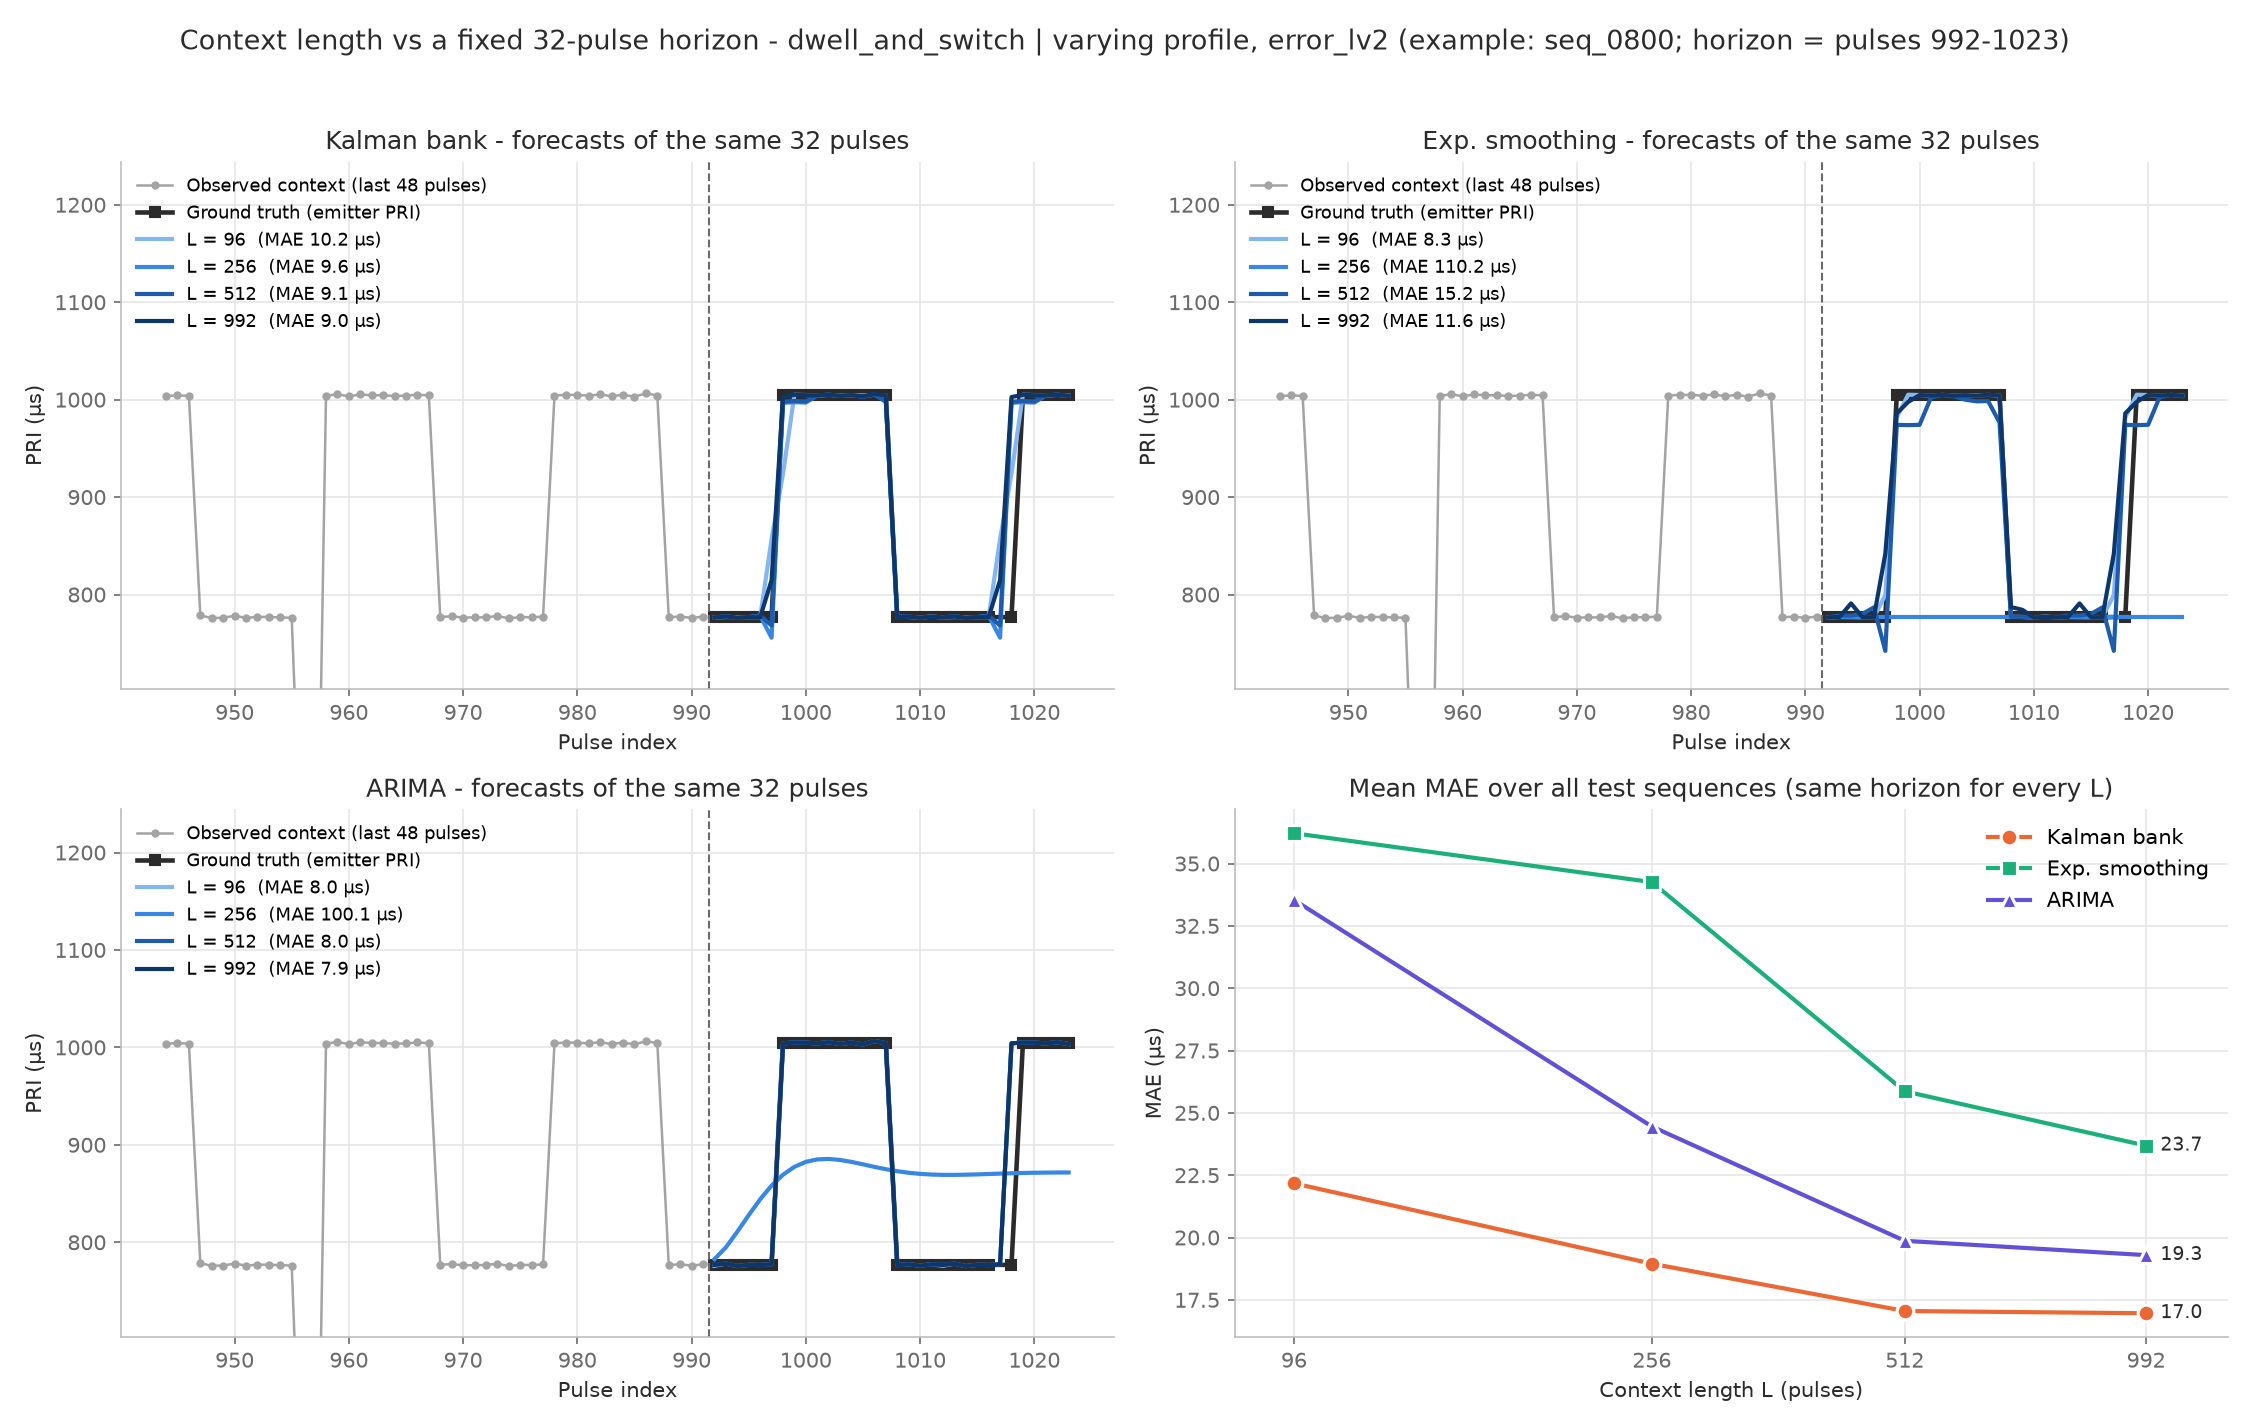 Context length vs a fixed 32-pulse horizon - dwell_and_switch | varying profile, error_lv2 (example: seq_0800; horizon = pulses 992-1023)
Kalman bank - forecasts of the same 32 pulses
Observed context (last 48 pulses)
Ground truth (emitter PRI)
L = 96 (MAE 10.2 µs)
L = 256 (MAE 9.6 µs)
L = 512 (MAE 9.1 µs)
L = 992 (MAE 9.0 µs)
PRI (µs)
1200
1100
1000
900
800
950 960 970 980 990 1000 1010 1020
Pulse index
Exp. smoothing - forecasts of the same 32 pulses
Observed context (last 48 pulses)
Ground truth (emitter PRI)
L = 96 (MAE 8.3 µs)
L = 256 (MAE 110.2 µs)
L = 512 (MAE 15.2 µs)
L = 992 (MAE 11.6 µs)
PRI (µs)
1200
1100
1000
900
800
950 960 970 980 990 1000 1010 1020
Pulse index
ARIMA - forecasts of the same 32 pulses
Observed context (last 48 pulses)
Ground truth (emitter PRI)
L = 96 (MAE 8.0 µs)
L = 256 (MAE 100.1 µs)
L = 512 (MAE 8.0 µs)
L = 992 (MAE 7.9 µs)
PRI (µs)
1200
1100
1000
900
800
950 960 970 980 990 1000 1010 1020
Pulse index
Mean MAE over all test sequences (same horizon for every L)
Kalman bank
Exp. smoothing
ARIMA
MAE (µs)
35.0
32.5
30.0
27.5
25.0
22.5
20.0
17.5
23.7
19.3
17.0
96 256 512 992
Context length L (pulses)